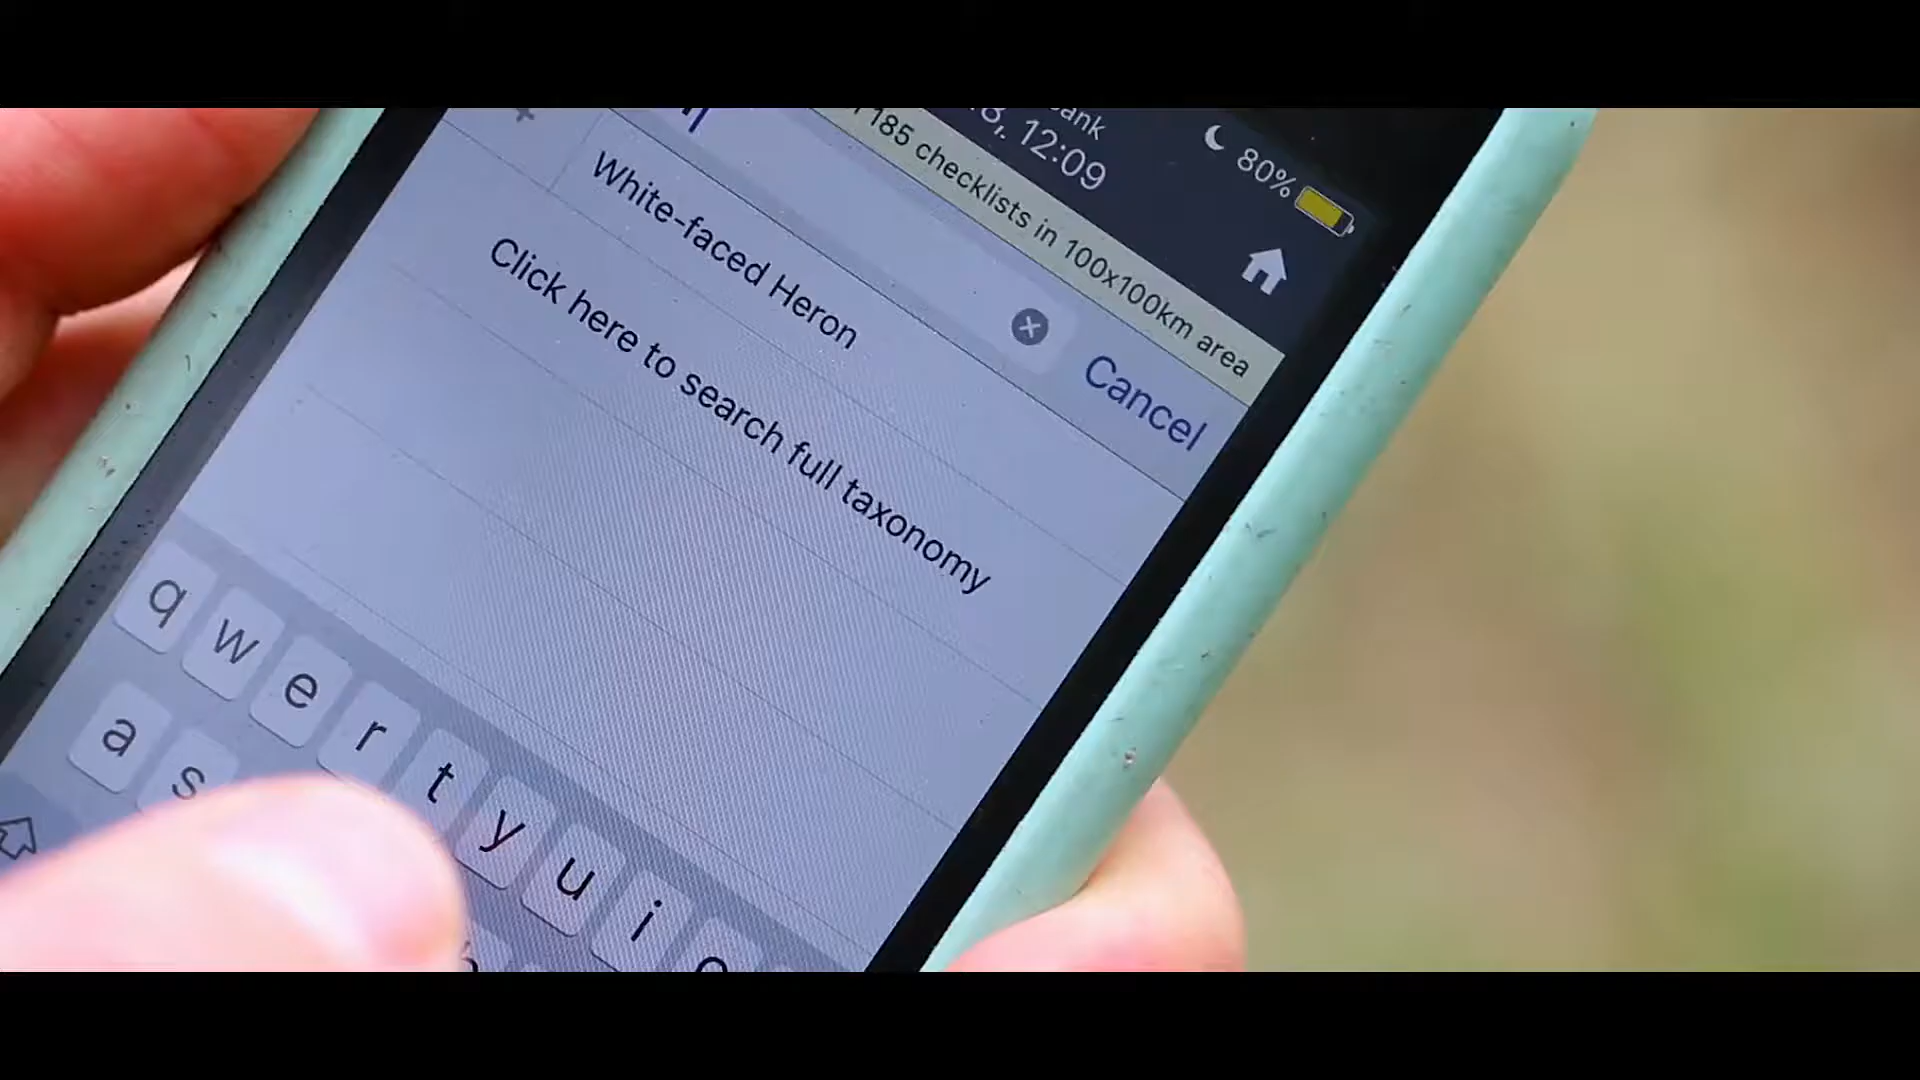 80%
12:09
185 checklists in 100x100km area
Cancel
White-faced Heron
Click here to search full taxonomy
q w e r t y u i
a s